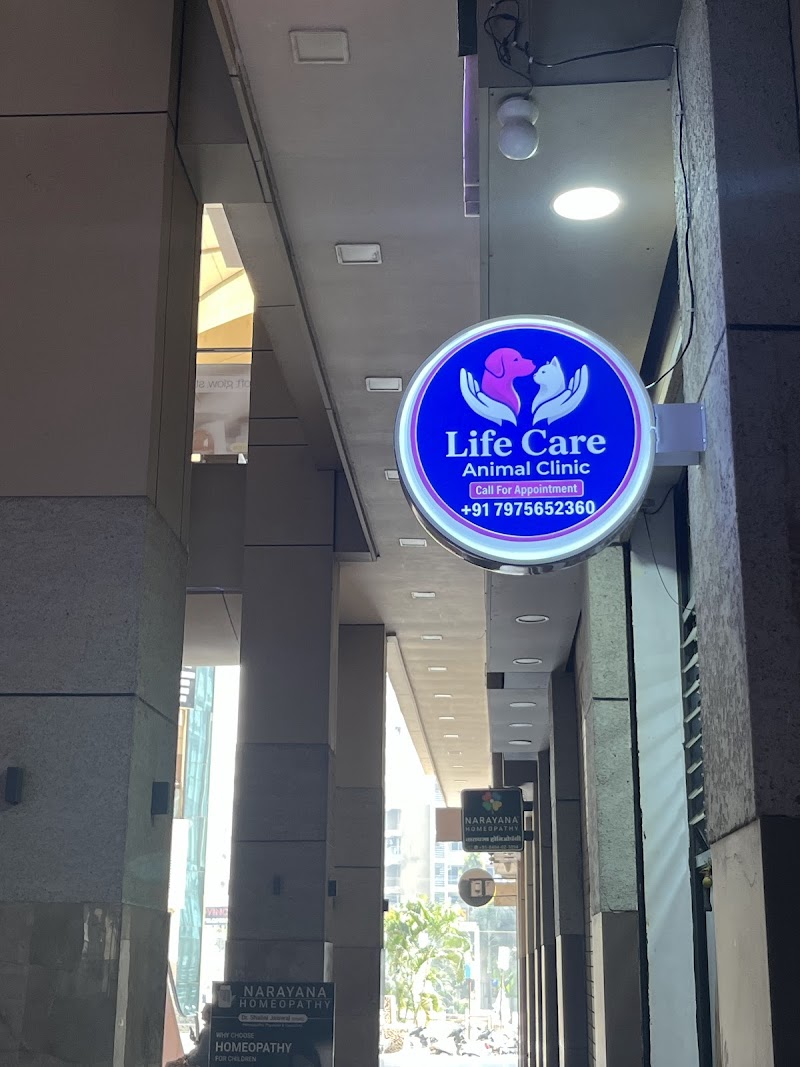 Life Care
Animal Clinic
Call For Appointment
+91 7975652360
NARAYANA
HOMEOPATHY
NARAYANA
HOMEOPATHY
WHY CHOOSE
HOMEOPATHY
FOR CHILDREN